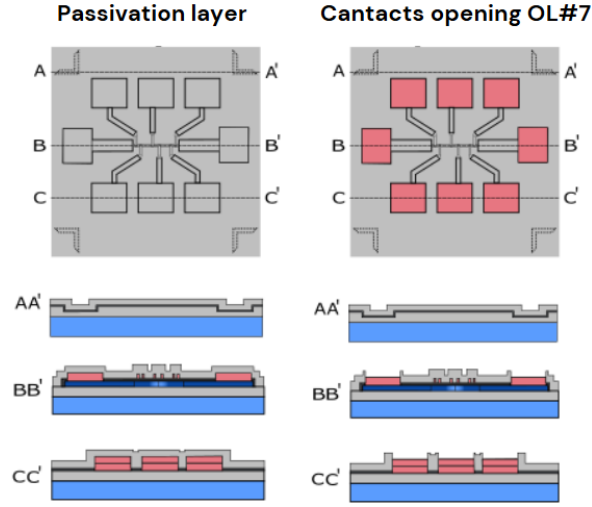 Passivation layer
Cantacts opening OL#7
A A'
B B'
C C'
A A'
B B'
C C'
AA'
BB'
CC'
AA'
BB'
CC'